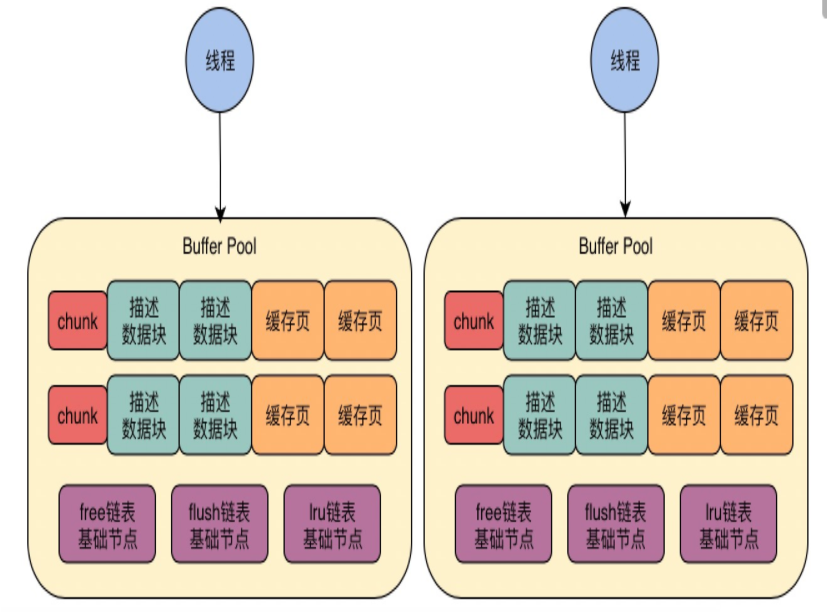 线程
线程
Buffer Pool
chunk
描述
数据块
描述
数据块
缓存页
缓存页
chunk
描述
数据块
描述
数据块
缓存页
缓存页
free链表
基础节点
flush链表
基础节点
lru链表
基础节点
Buffer Pool
chunk
描述
数据块
描述
数据块
缓存页
缓存页
chunk
描述
数据块
描述
数据块
缓存页
缓存页
free链表
基础节点
flush链表
基础节点
lru链表
基础节点